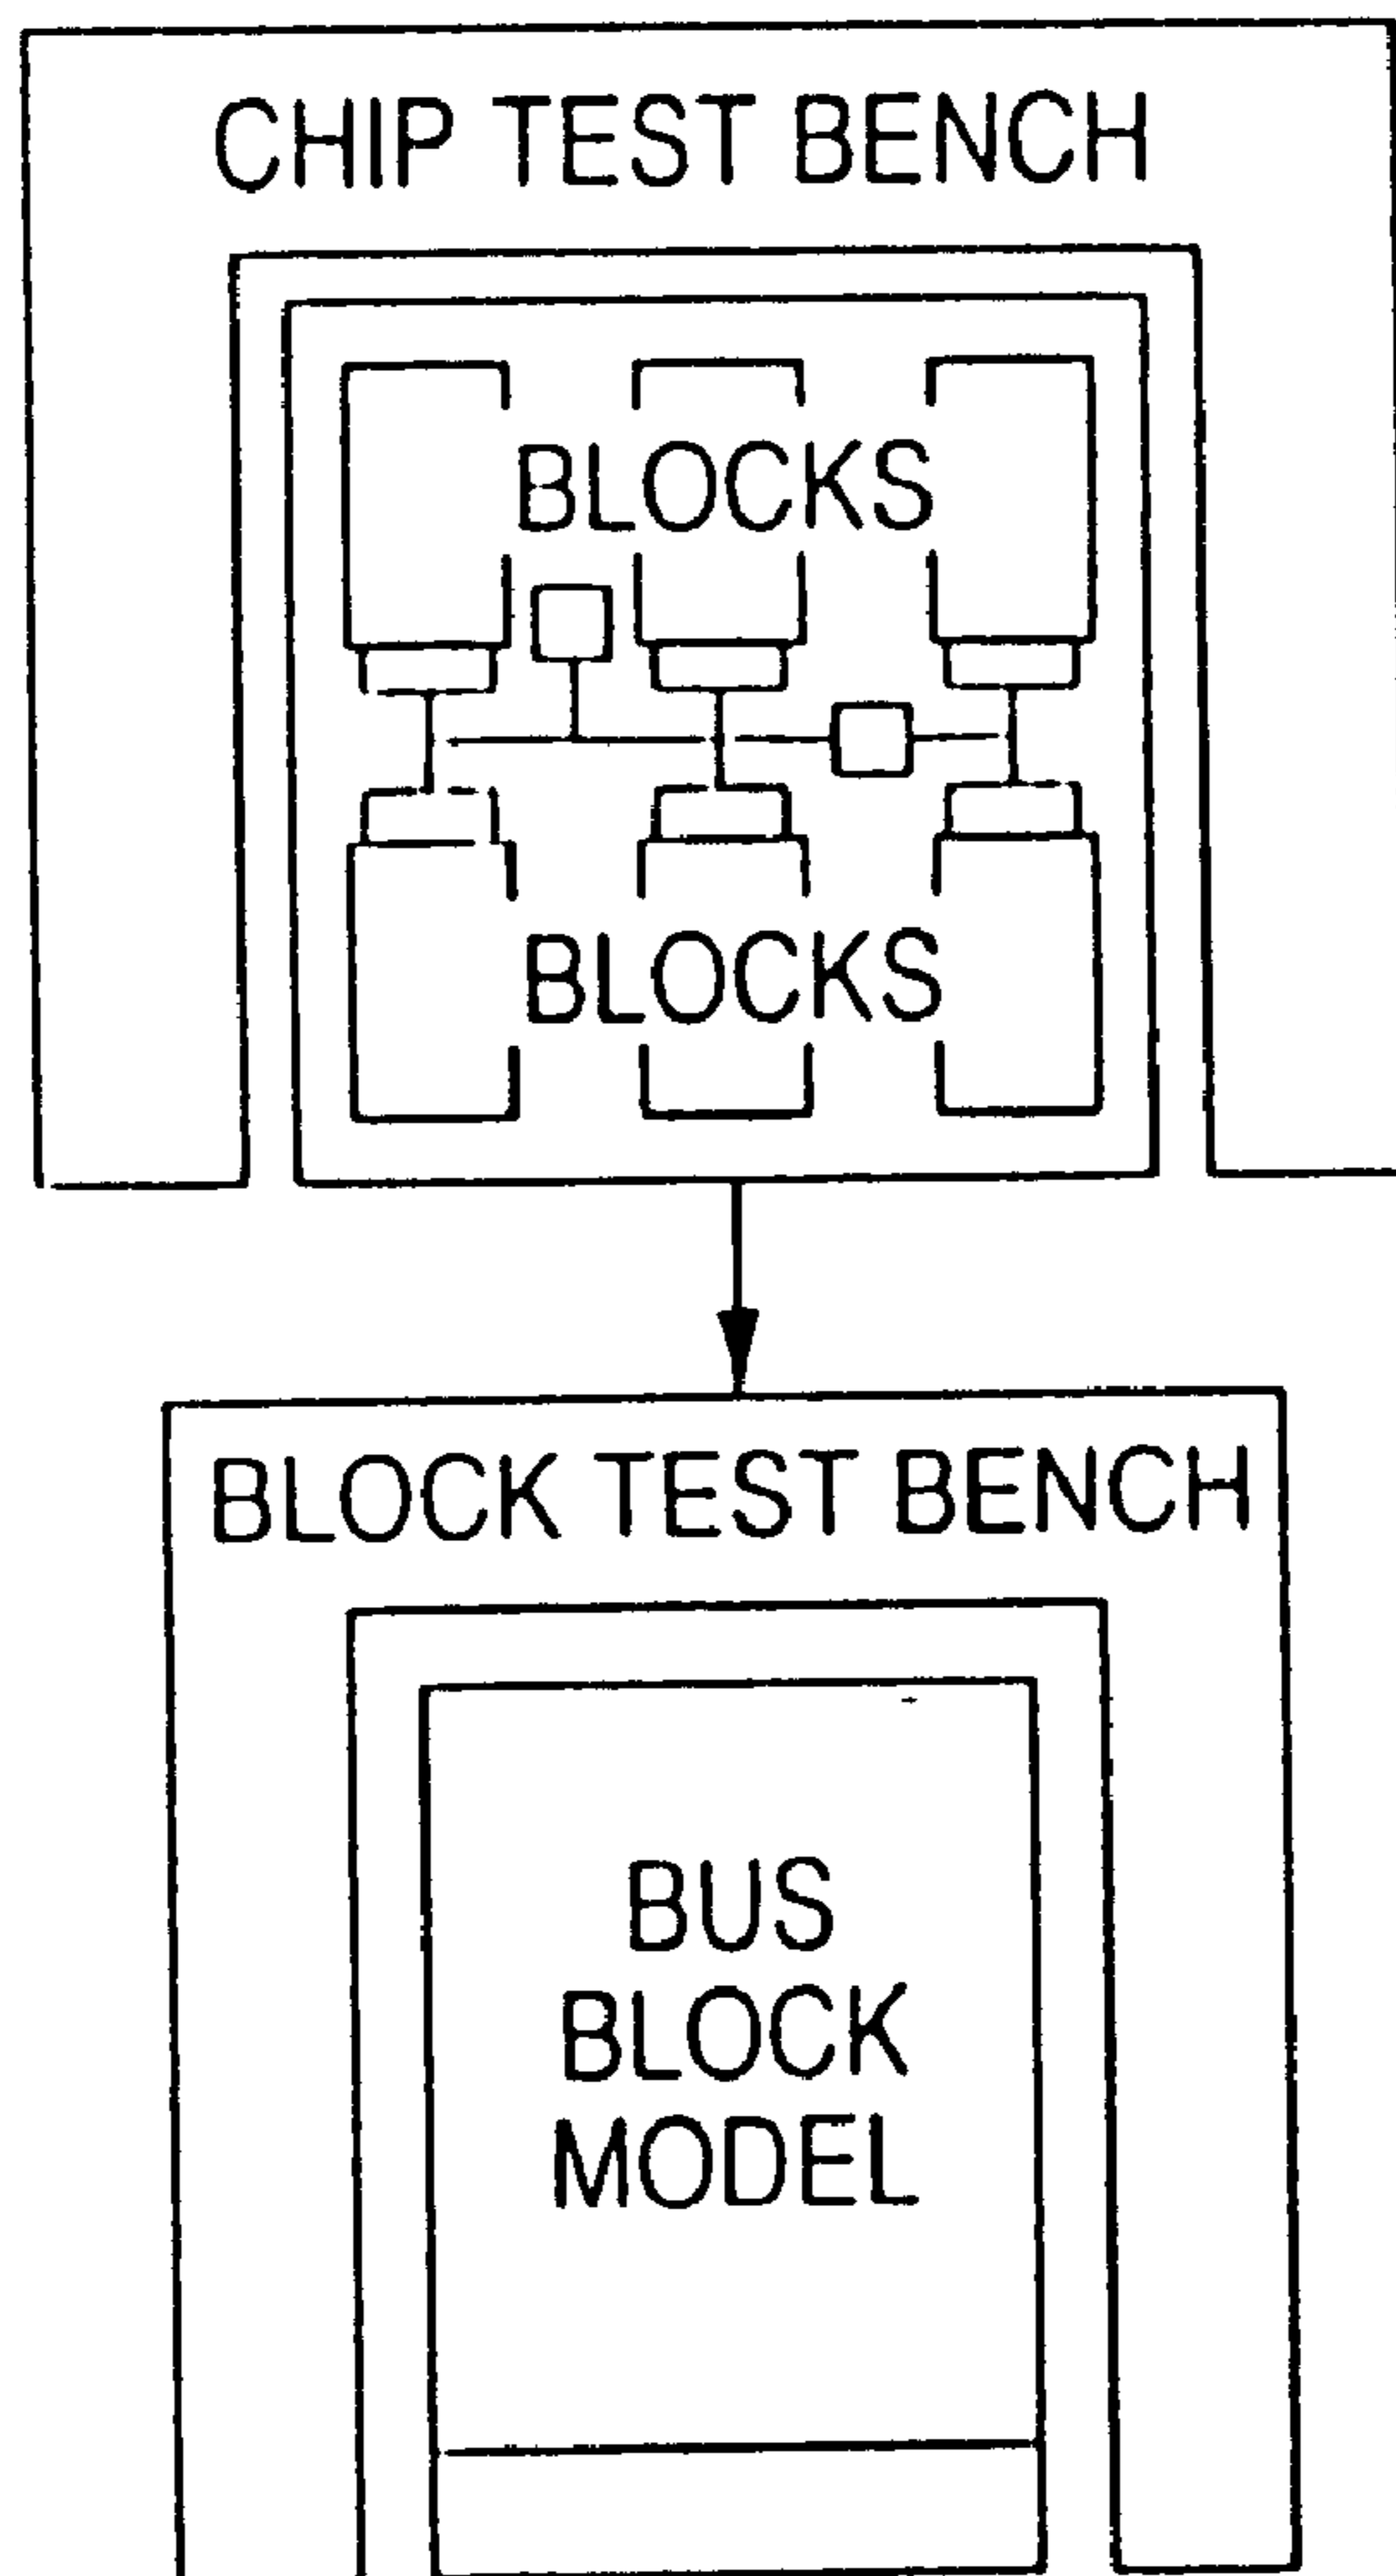 CHIP TEST BENCH
BLOCKS
BLOCKS
BLOCK TEST BENCH
BUS
BLOCK
MODEL